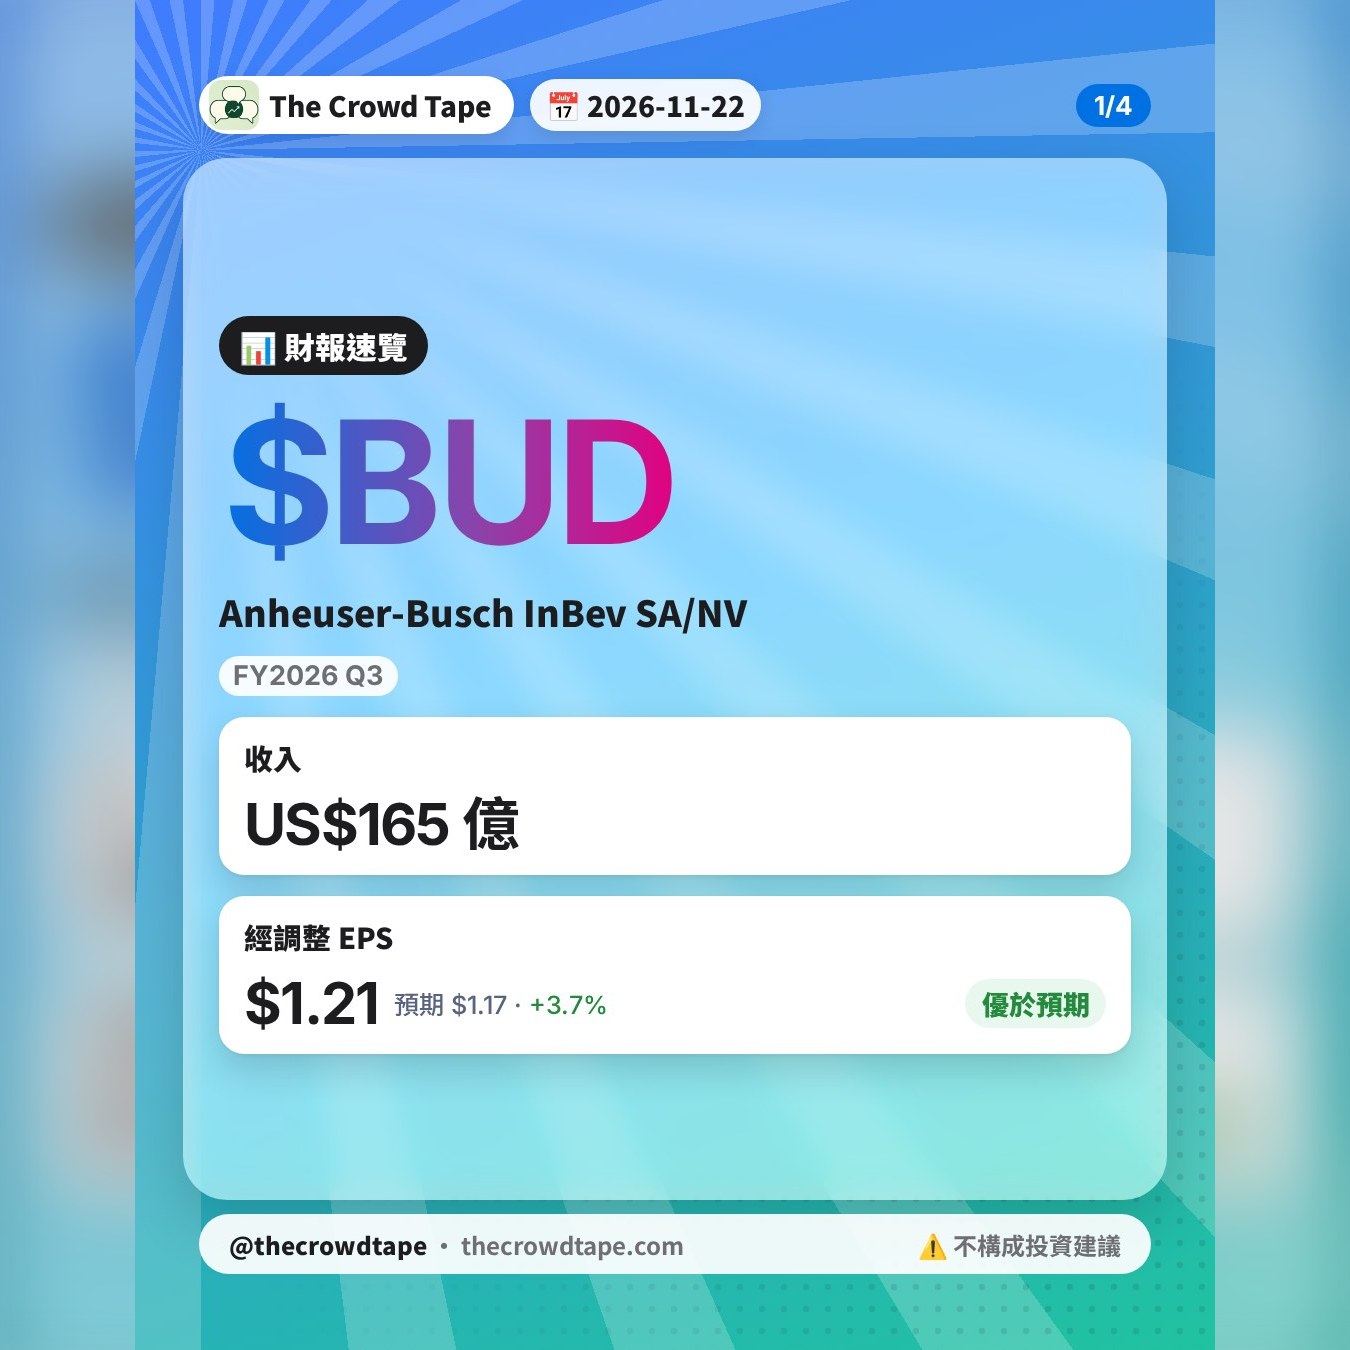 The Crowd Tape
📅 2026-11-22
1/4
📊 財報速覽
$BUD
Anheuser-Busch InBev SA/NV
FY2026 Q3
收入
US$165 億
經調整 EPS
$1.21 預期 $1.17 · +3.7% 優於預期
@thecrowdtape • thecrowdtape.com ⚠️ 不構成投資建議